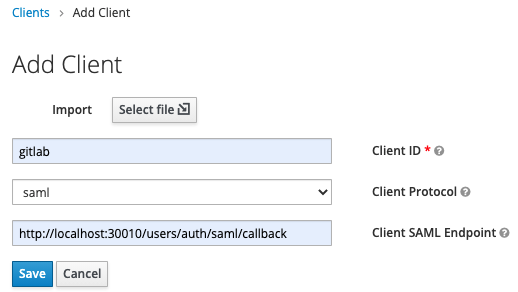 Clients > Add Client
Add Client
Import Select file
gitlab Client ID *
saml Client Protocol
http://localhost:30010/users/auth/saml/callback Client SAML Endpoint
Save Cancel